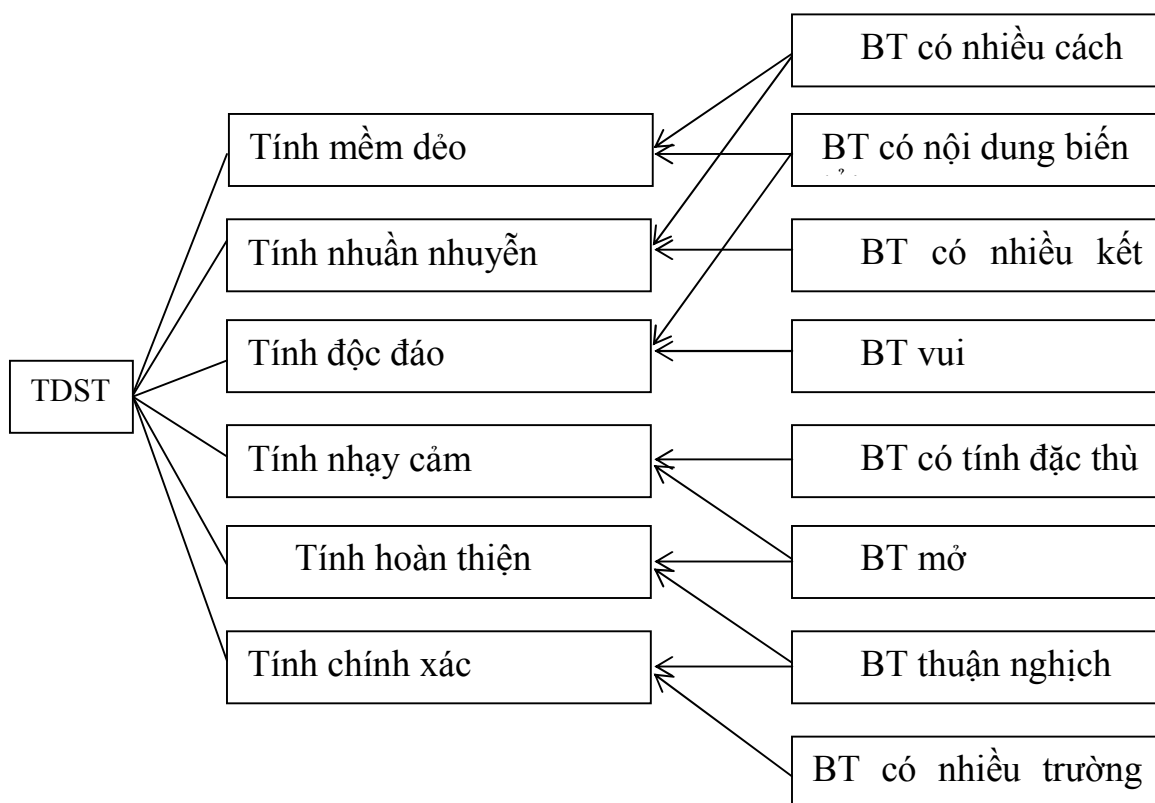 TDST
Tính mềm dẻo
Tính nhuần nhuyễn
Tính độc đáo
Tính nhạy cảm
Tính hoàn thiện
Tính chính xác
BT có nhiều cách
BT có nội dung biến
BT có nhiều kết
BT vui
BT có tính đặc thù
BT mở
BT thuận nghịch
BT có nhiều trường